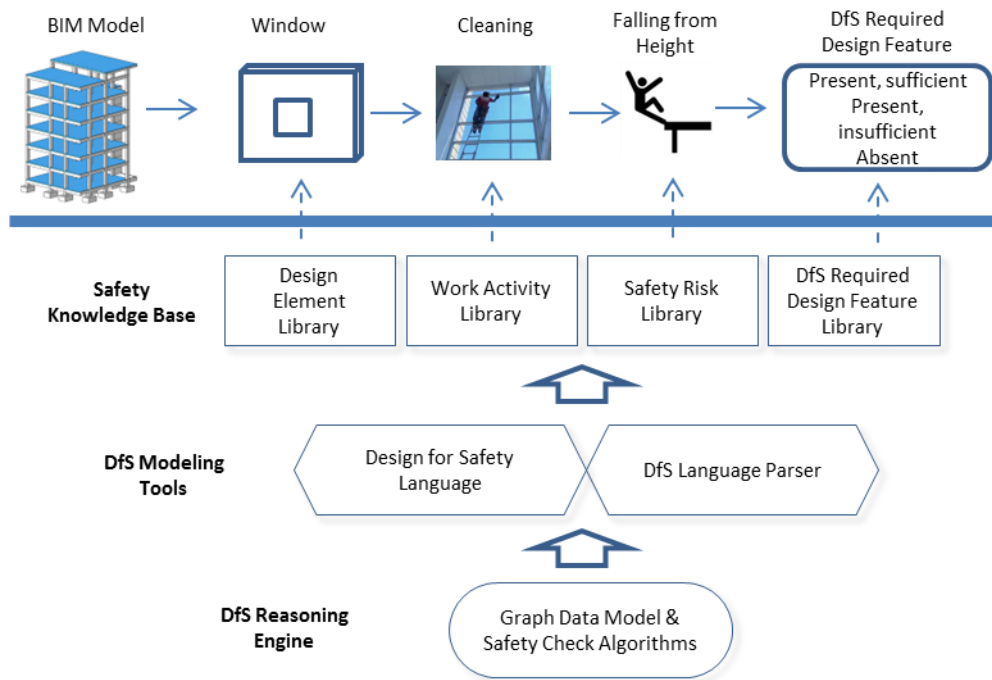 BIM Model
Window
Cleaning
Falling from
Height
DfS Required
Design Feature
Present, sufficient
Present,
insufficient
Absent
Safety
Knowledge Base
Design
Element
Library
Work Activity
Library
Safety Risk
Library
DfS Required
Design Feature
Library
DfS Modeling
Tools
Design for Safety
Language
DfS Language Parser
DfS Reasoning
Engine
Graph Data Model &
Safety Check Algorithms